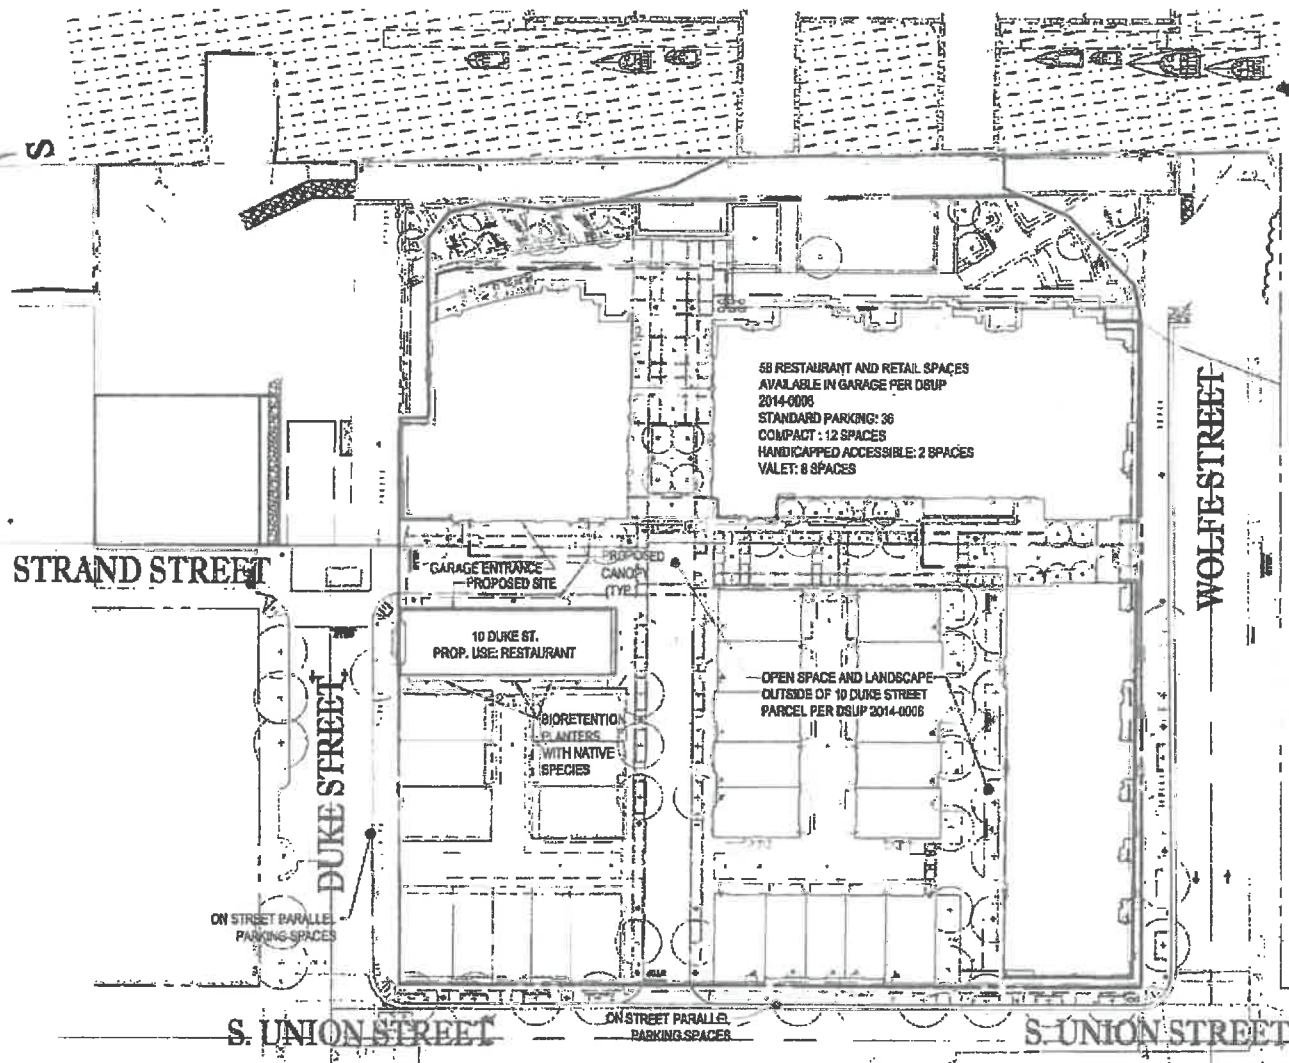 S
58 RESTAURANT AND RETAIL SPACES
AVAILABLE IN GARAGE PER DSUP
2014-0006
STANDARD PARKING: 36
COMPACT : 12 SPACES
HANDICAPPED ACCESSIBLE: 2 SPACES
VALET: 8 SPACES
WOLFE STREET
STRAND STREET
GARAGE ENTRANCE
PROPOSED SITE
PROPOSED
CANOPY
(TYP.)
10 DUKE ST.
PROP. USE: RESTAURANT
OPEN SPACE AND LANDSCAPE
OUTSIDE OF 10 DUKE STREET
PARCEL PER DSUP 2014-0006
BIORETENTION
PLANTERS
WITH NATIVE
SPECIES
DUKE STREET
ON STREET PARALLEL
PARKING SPACES
ON STREET PARALLEL
PARKING SPACES
S. UNION STREET
S. UNION STREET